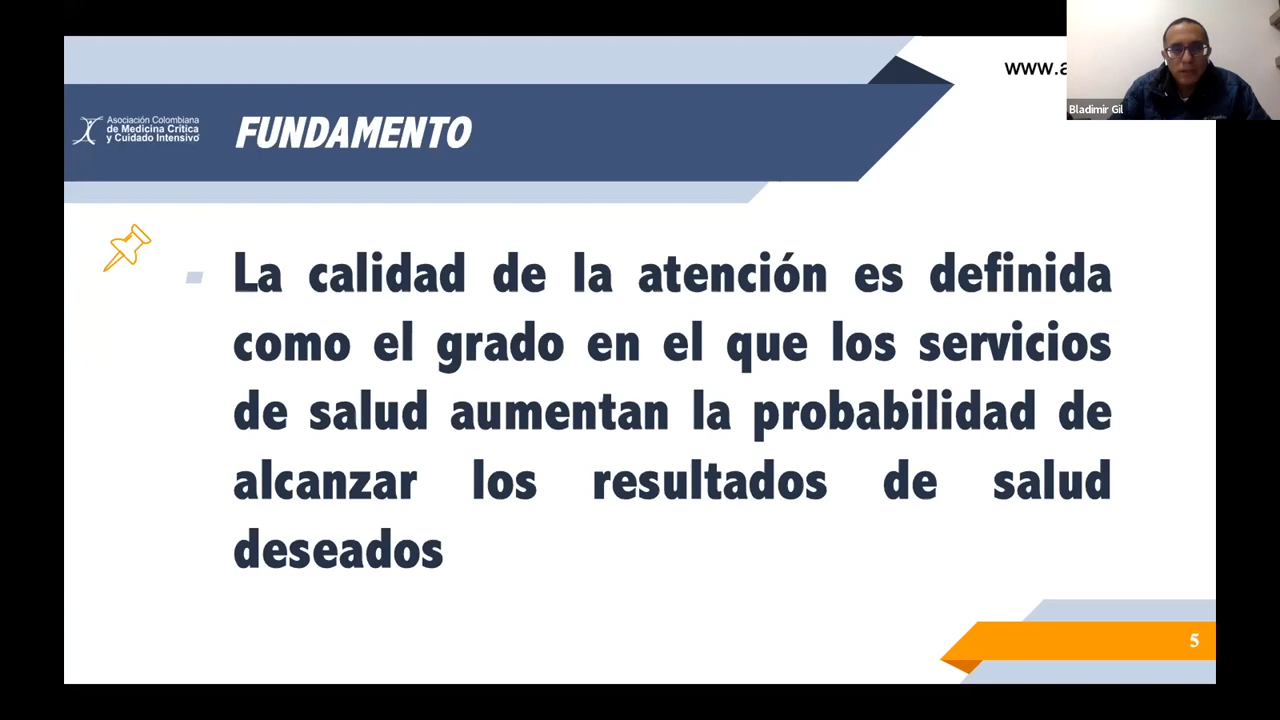 www.a
Bladimir Gil
Asociación Colombiana
de Medicina Crítica
y Cuidado Intensivo
FUNDAMENTO
- La calidad de la atención es definida
como el grado en el que los servicios
de salud aumentan la probabilidad de
alcanzar los resultados de salud
deseados
5